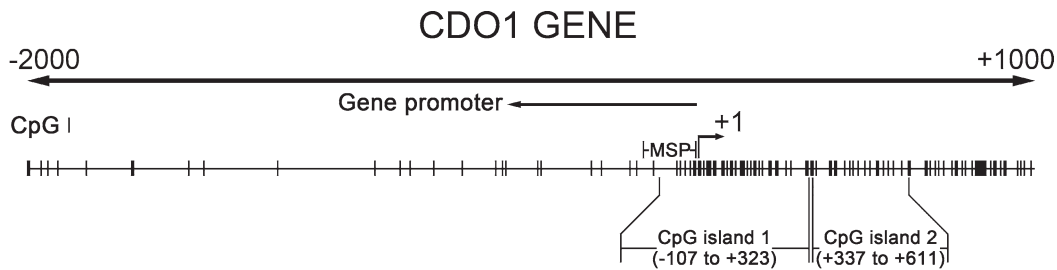 CDO1 GENE
-2000 +1000
Gene promoter
CpG
+1
MSP
CpG island 1 CpG island 2
(-107 to +323) (+337 to +611)